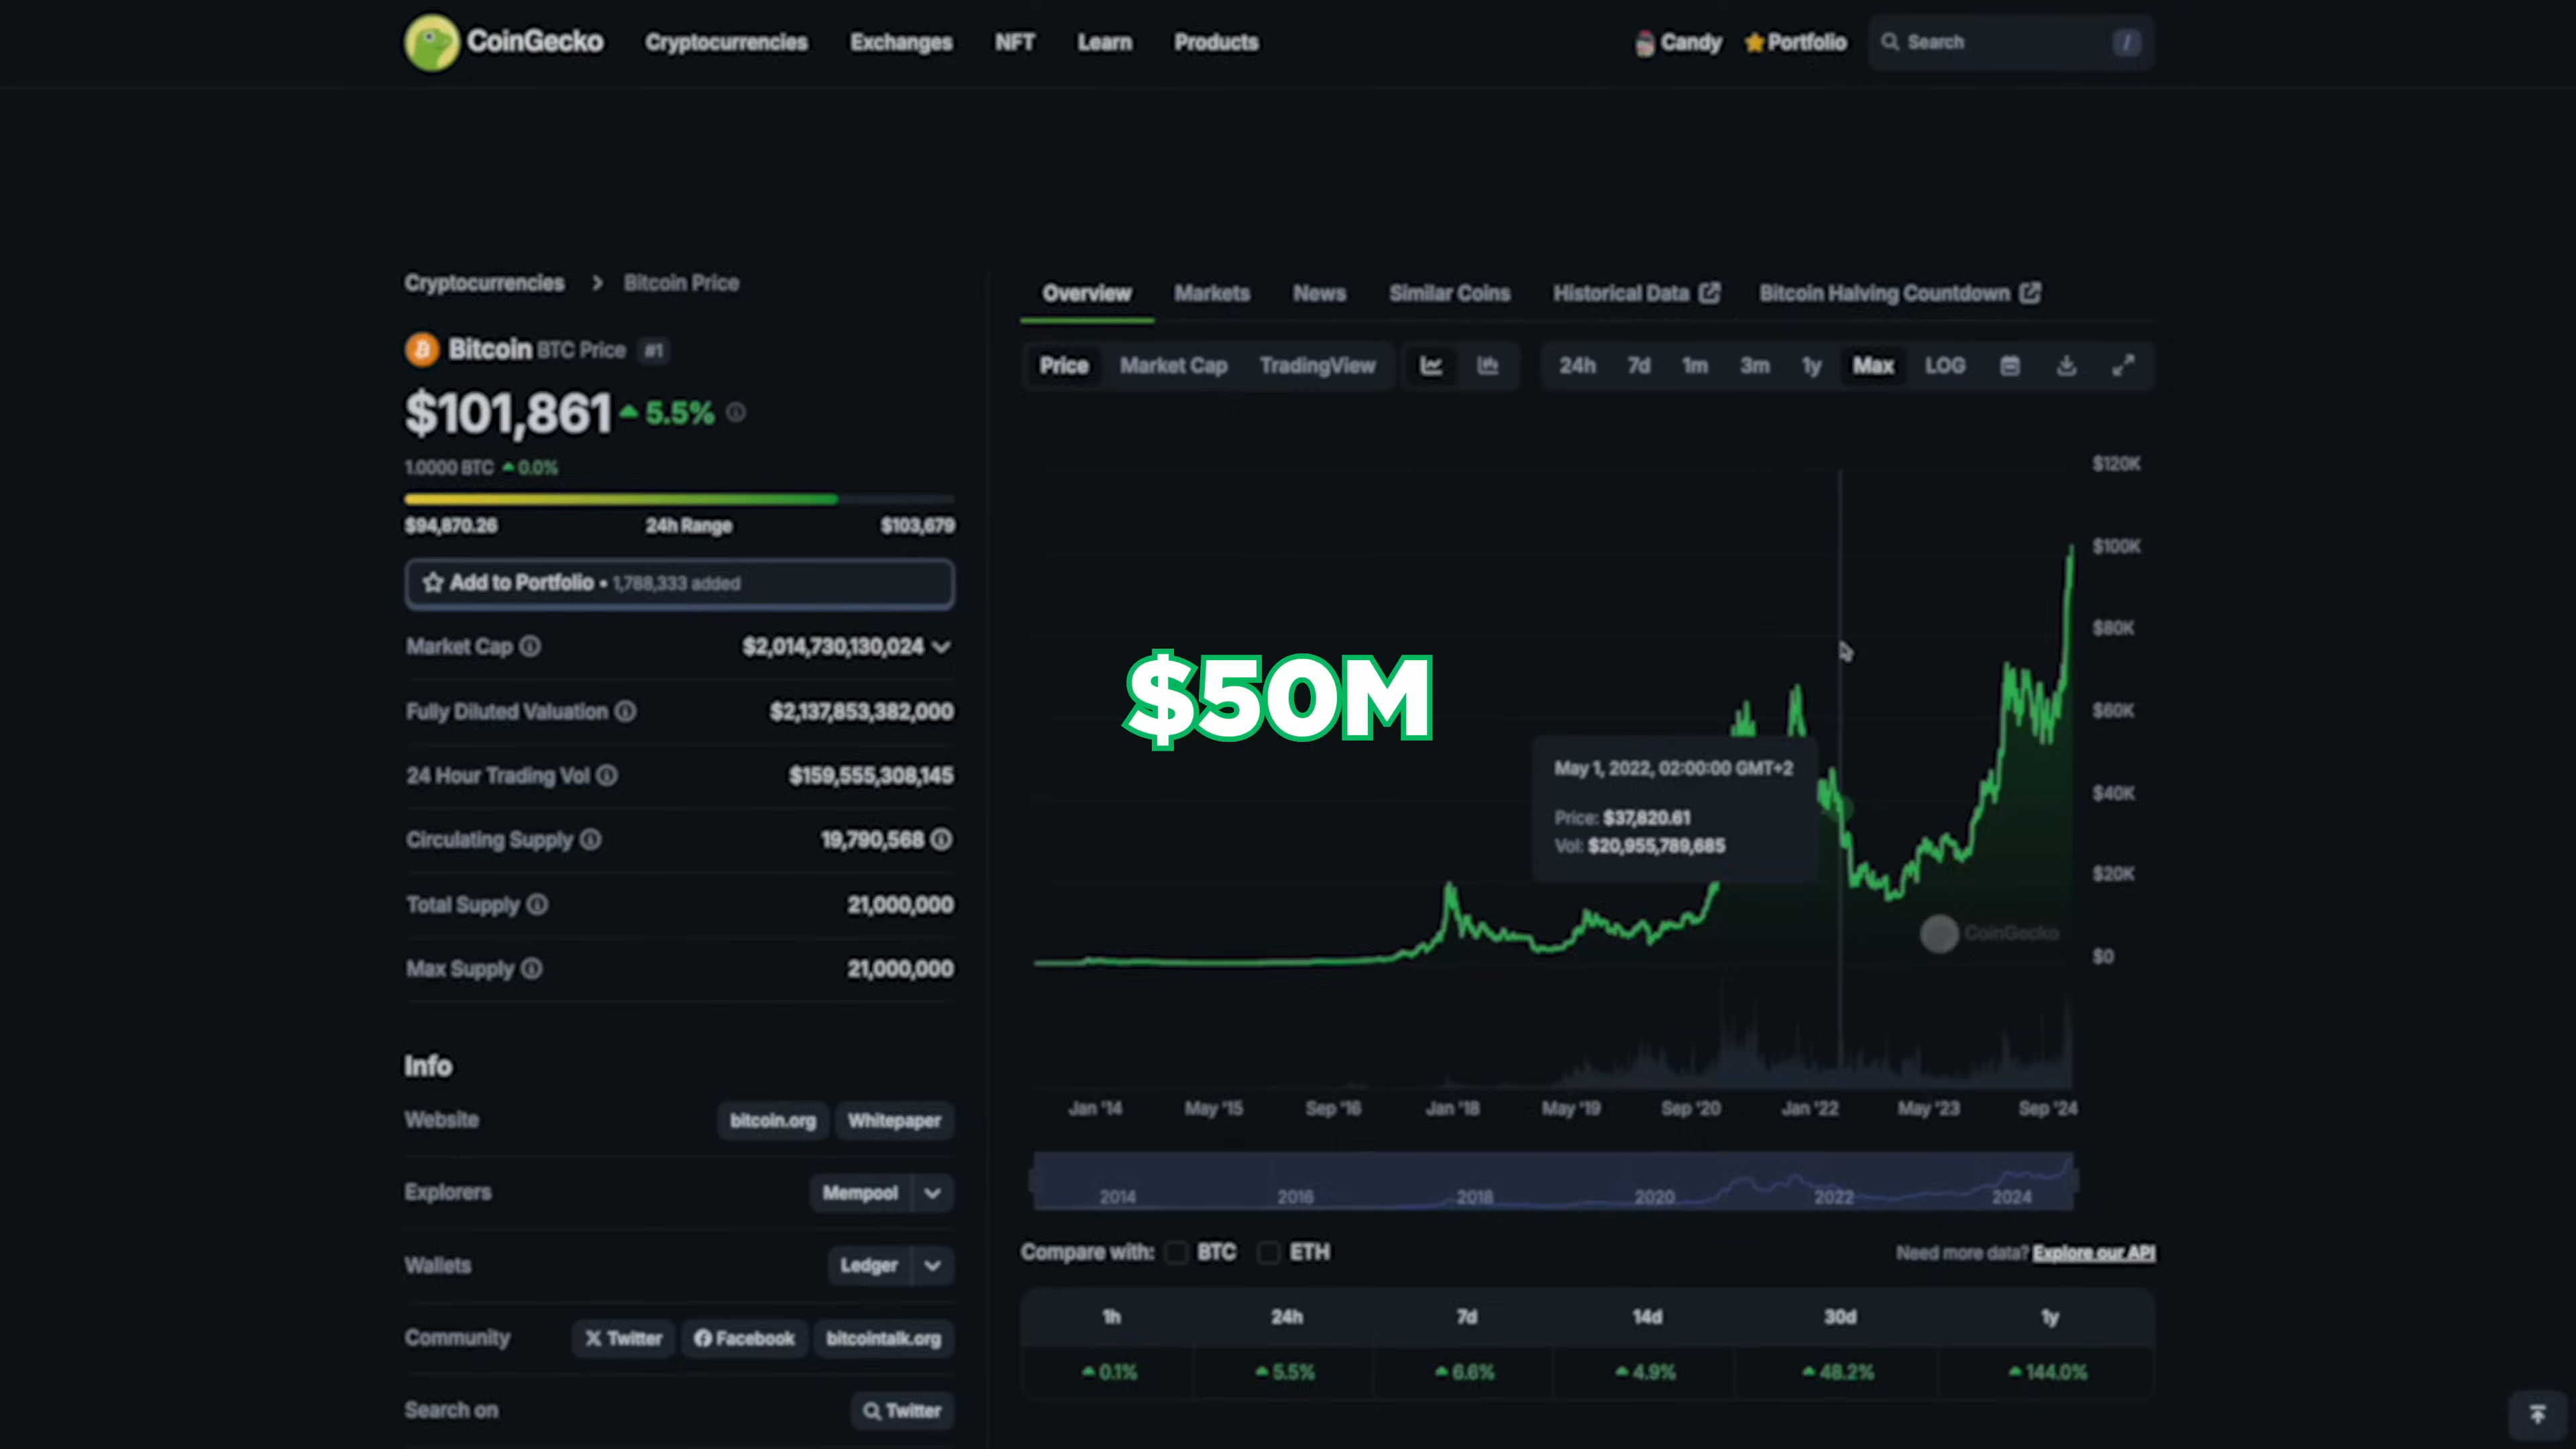 CoinGecko Cryptocurrencies Exchanges NFT Learn Products Candy Portfolio Search /
Cryptocurrencies > Bitcoin Price
Bitcoin BTC Price #1
$101,861 5.5%
1.0000 BTC 0.0%
$94,870.26 24h Range $103,679
Add to Portfolio • 1,788,333 added
Market Cap $2,014,730,130,024
Fully Diluted Valuation $2,137,853,382,000
24 Hour Trading Vol $159,555,308,145
Circulating Supply 19,790,568
Total Supply 21,000,000
Max Supply 21,000,000
Info
Website bitcoin.org Whitepaper
Explorers Mempool
Wallets Ledger
Community X Twitter Facebook bitcointalk.org
Search on Twitter
Overview Markets News Similar Coins Historical Data Bitcoin Halving Countdown
Price Market Cap TradingView 24h 7d 1m 3m 1y Max LOG
$120K
$100K
$80K
$60K
$40K
$20K
$0
$50M
May 1, 2022, 02:00:00 GMT+2
Price: $37,820.61
Vol: $20,955,789,685
CoinGecko
Jan '14 May '15 Sep '16 Jan '18 May '19 Sep '20 Jan '22 May '23 Sep '24
2014 2016 2018 2020 2022 2024
Compare with: BTC ETH Need more data? Explore our API
1h 24h 7d 14d 30d 1y
0.1% 5.5% 6.6% 4.9% 48.2% 144.0%